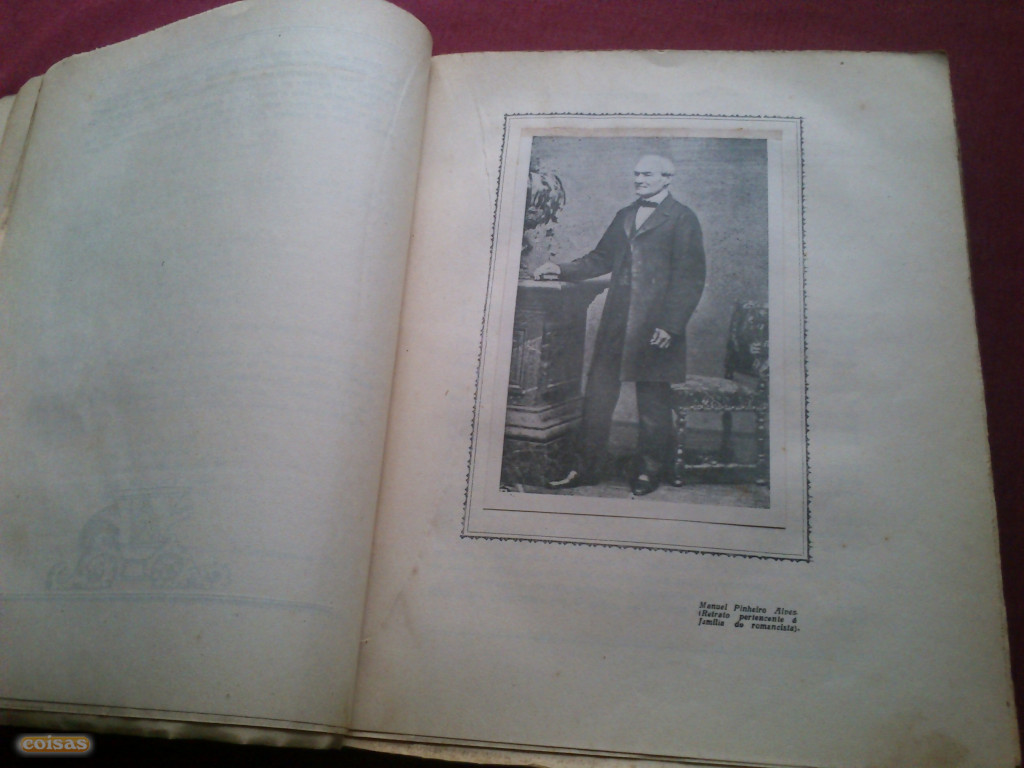 Manuel Pinheiro Alves
(Retrato pertencente á
família do romancista).
coisas